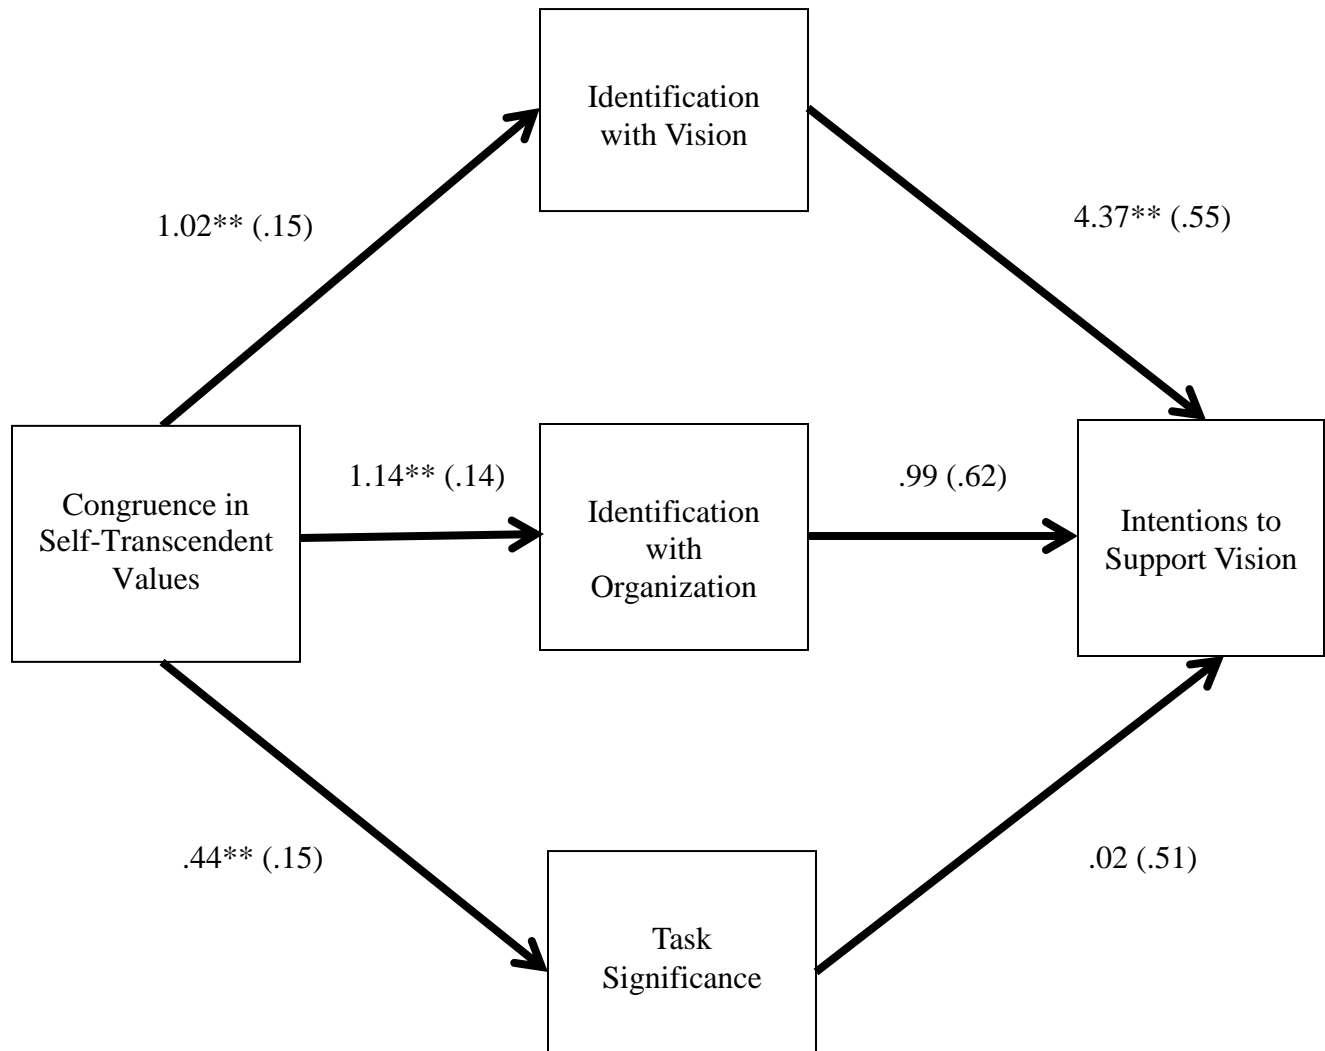 Identification
with Vision
1.02** (.15)
4.37** (.55)
Congruence in
Self-Transcendent
Values
1.14** (.14)
Identification
with
Organization
.99 (.62)
Intentions to
Support Vision
.44** (.15)
.02 (.51)
Task
Significance